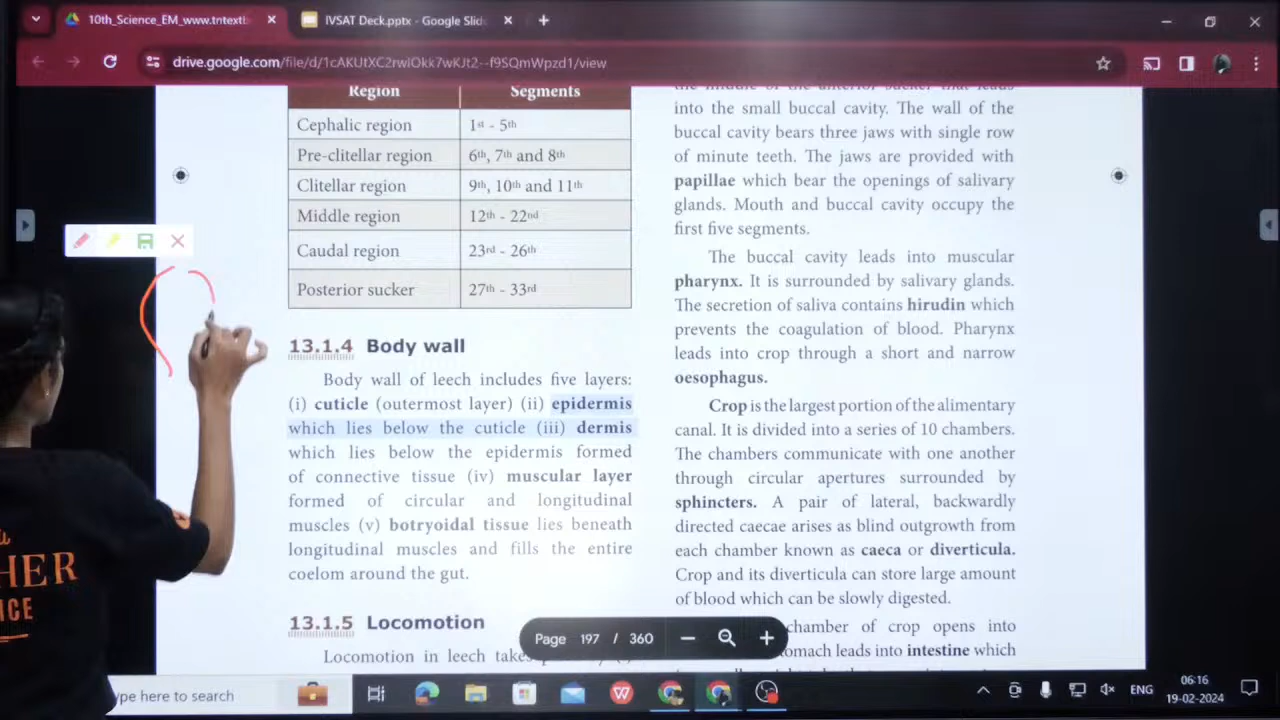 10th_Science_EM_www.tntextb
IVSAT Deck.pptx - Google Slid
drive.google.com/file/d/1cAKUtXC2rwiOkk7wKJt2--f9SQmWpzd1/view
Region Segments
Cephalic region 1st - 5th
Pre-clitellar region 6th, 7th and 8th
Clitellar region 9th, 10th and 11th
Middle region 12th - 22nd
Caudal region 23rd - 26th
Posterior sucker 27th - 33rd
13.1.4 Body wall
Body wall of leech includes five layers:
(i) cuticle (outermost layer) (ii) epidermis
which lies below the cuticle (iii) dermis
which lies below the epidermis formed
of connective tissue (iv) muscular layer
formed of circular and longitudinal
muscles (v) botryoidal tissue lies beneath
longitudinal muscles and fills the entire
coelom around the gut.
13.1.5 Locomotion
Locomotion in leech takes
the middle of the anterior sucker that leads
into the small buccal cavity. The wall of the
buccal cavity bears three jaws with single row
of minute teeth. The jaws are provided with
papillae which bear the openings of salivary
glands. Mouth and buccal cavity occupy the
first five segments.
The buccal cavity leads into muscular
pharynx. It is surrounded by salivary glands.
The secretion of saliva contains hirudin which
prevents the coagulation of blood. Pharynx
leads into crop through a short and narrow
oesophagus.
Crop is the largest portion of the alimentary
canal. It is divided into a series of 10 chambers.
The chambers communicate with one another
through circular apertures surrounded by
sphincters. A pair of lateral, backwardly
directed caecae arises as blind outgrowth from
each chamber known as caeca or diverticula.
Crop and its diverticula can store large amount
of blood which can be slowly digested.
chamber of crop opens into
tomach leads into intestine which
Page 197 / 360
HER
ICE
ype here to search
ENG
06:16
19-02-2024